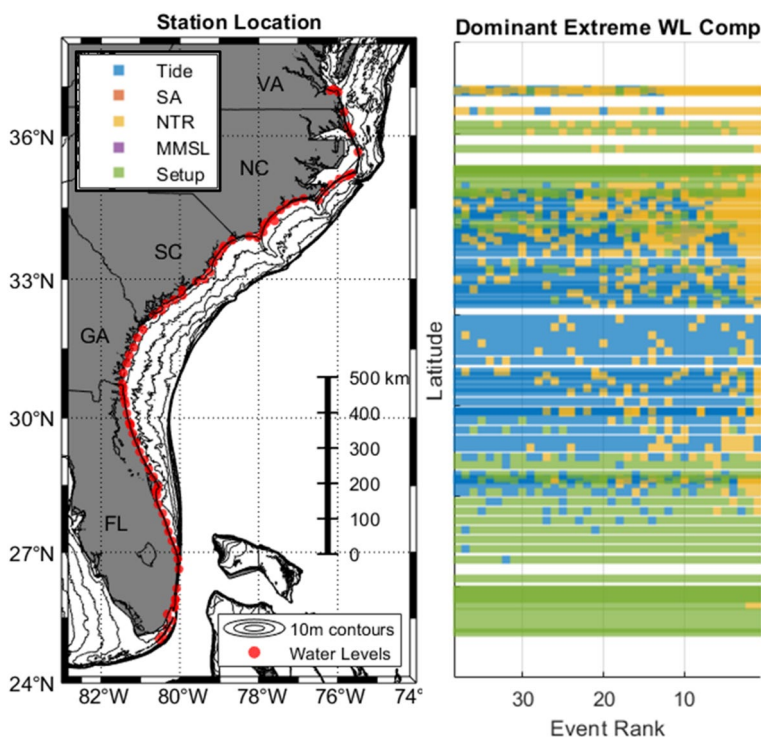 Station Location
Dominant Extreme WL Comp
Tide
SA
NTR
MMSL
Setup
VA
NC
SC
GA
FL
36°N
33°N
30°N
27°N
24°N
82°W
80°W
78°W
76°W
74°
500 km
400
300
200
100
0
10m contours
Water Levels
Latitude
30
20
10
Event Rank